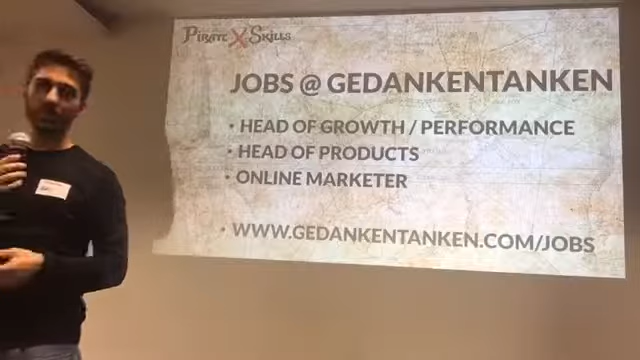 Pirate X Skills
JOBS @ GEDANKENTANKEN
• HEAD OF GROWTH / PERFORMANCE
• HEAD OF PRODUCTS
• ONLINE MARKETER
• WWW.GEDANKENTANKEN.COM/JOBS